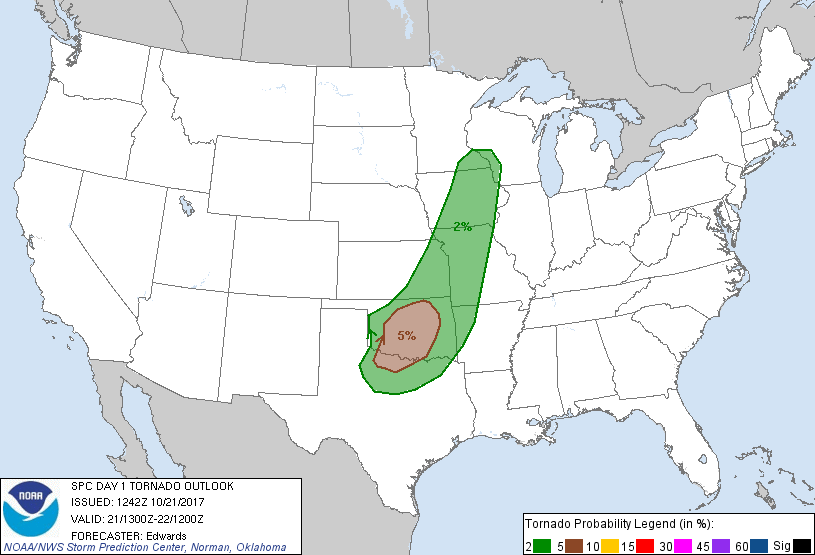 2%
5%
NOAA
SPC DAY 1 TORNADO OUTLOOK
ISSUED: 1242Z 10/21/2017
VALID: 21/1300Z-22/1200Z
FORECASTER: Edwards
NOAA/NWS Storm Prediction Center, Norman, Oklahoma
Tornado Probability Legend (in %):
2 5 10 15 30 45 60 Sig